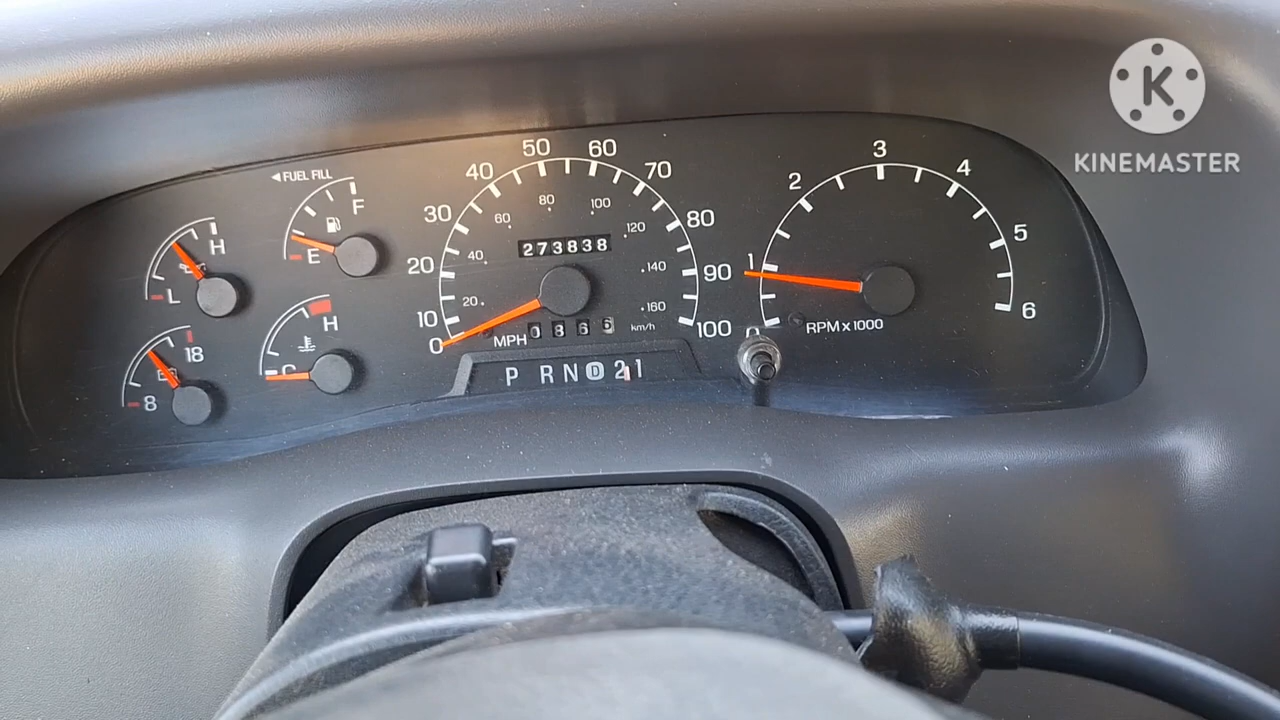 K
KINEMASTER
◄FUEL FILL
F
E
H
L
18
8
H
C
0 10 20 30 40 50 60 70 80 90 100
20 40 60 80 100 120 140 160
273838
MPH
km/h
P R N D 2 1
0 1 2 3 4 5 6
RPM x 1000